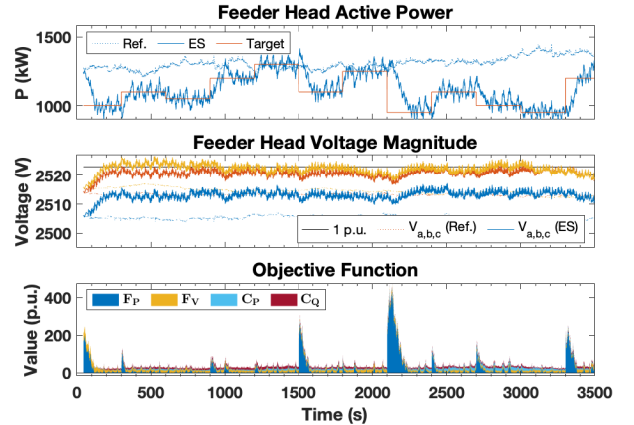 Feeder Head Active Power
1500
1000
P (kW)
Ref. ES Target
Feeder Head Voltage Magnitude
2520
2510
2500
Voltage (V)
1 p.u. V_a,b,c (Ref.) V_a,b,c (ES)
Objective Function
400
200
0
Value (p.u.)
F_P F_V C_P C_Q
0 500 1000 1500 2000 2500 3000 3500
Time (s)